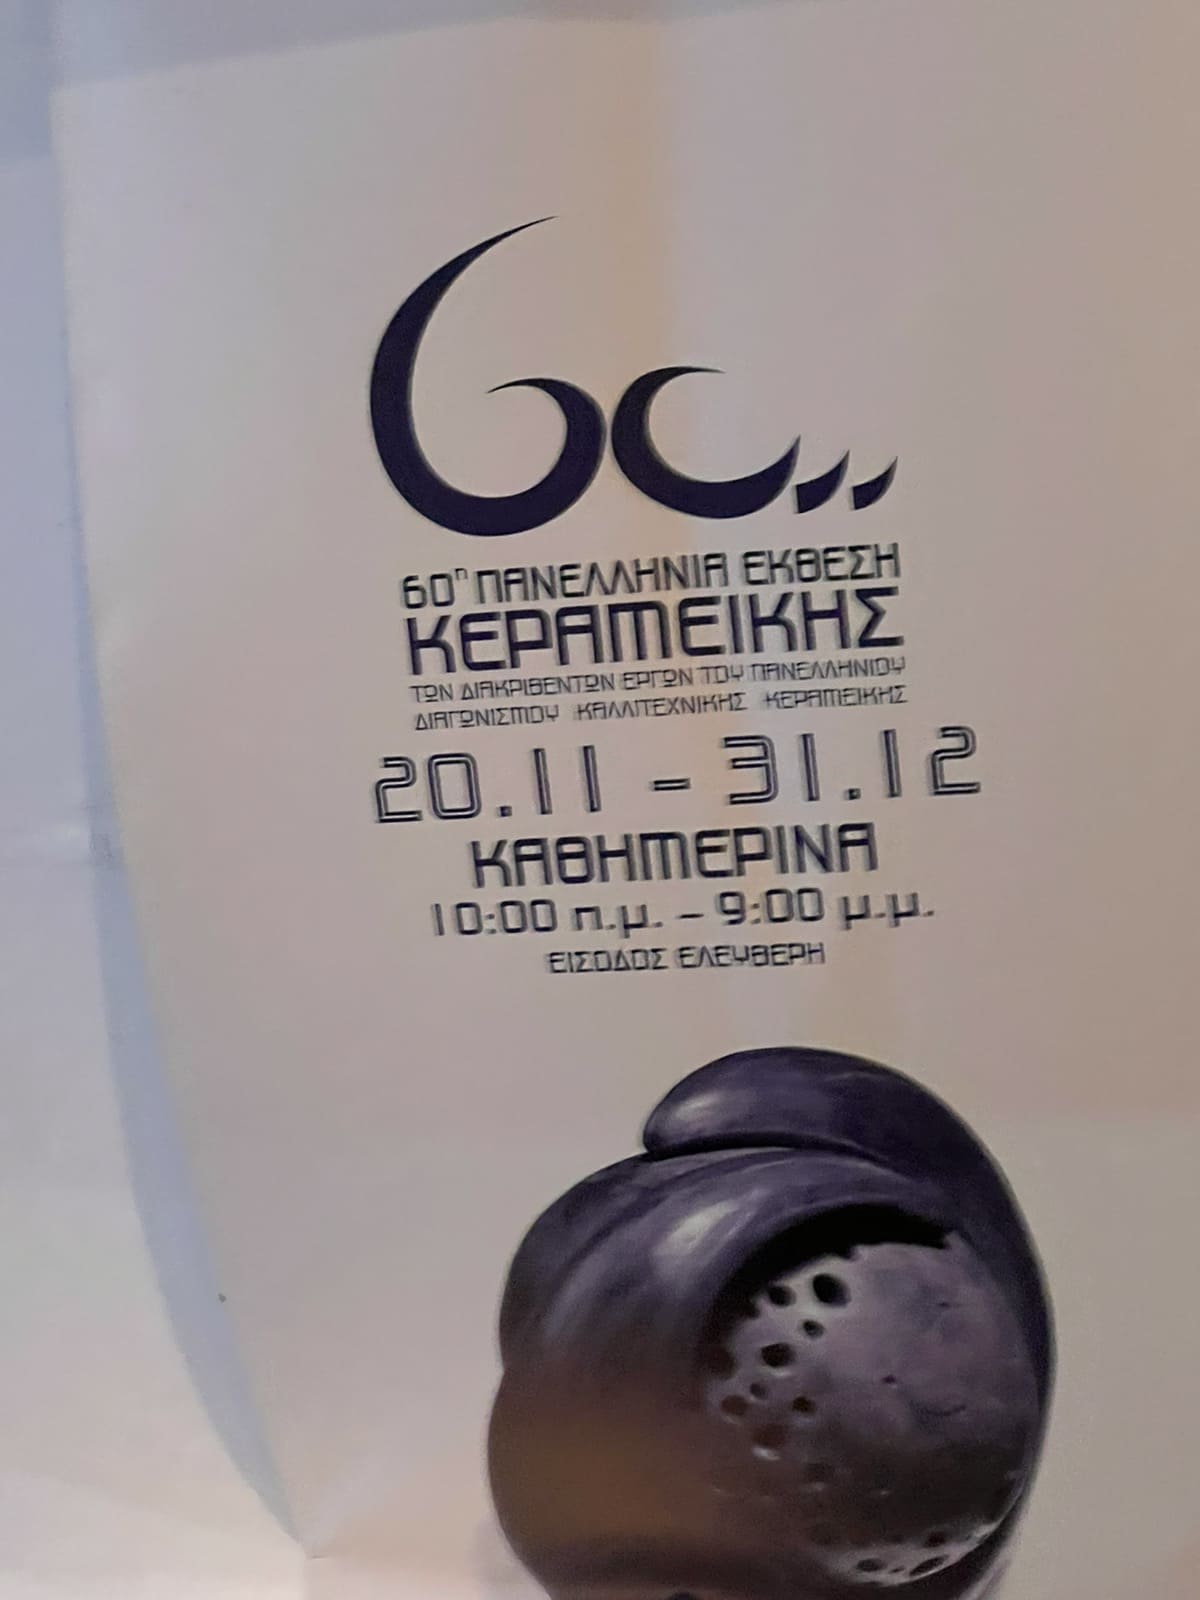 60...
60η ΠΑΝΕΛΛΗΝΙΑ ΕΚΘΕΣΗ
ΚΕΡΑΜΕΙΚΗΣ
ΤΩΝ ΔΙΑΚΡΙΘΕΝΤΩΝ ΕΡΓΩΝ ΤΟΥ ΠΑΝΕΛΛΗΝΙΟΥ
ΔΙΑΓΩΝΙΣΜΟΥ ΚΑΛΛΙΤΕΧΝΙΚΗΣ ΚΕΡΑΜΕΙΚΗΣ
20.11 - 31.12
ΚΑΘΗΜΕΡΙΝΑ
10:00 π.μ. - 9:00 μ.μ.
ΕΙΣΟΔΟΣ ΕΛΕΥΘΕΡΗ